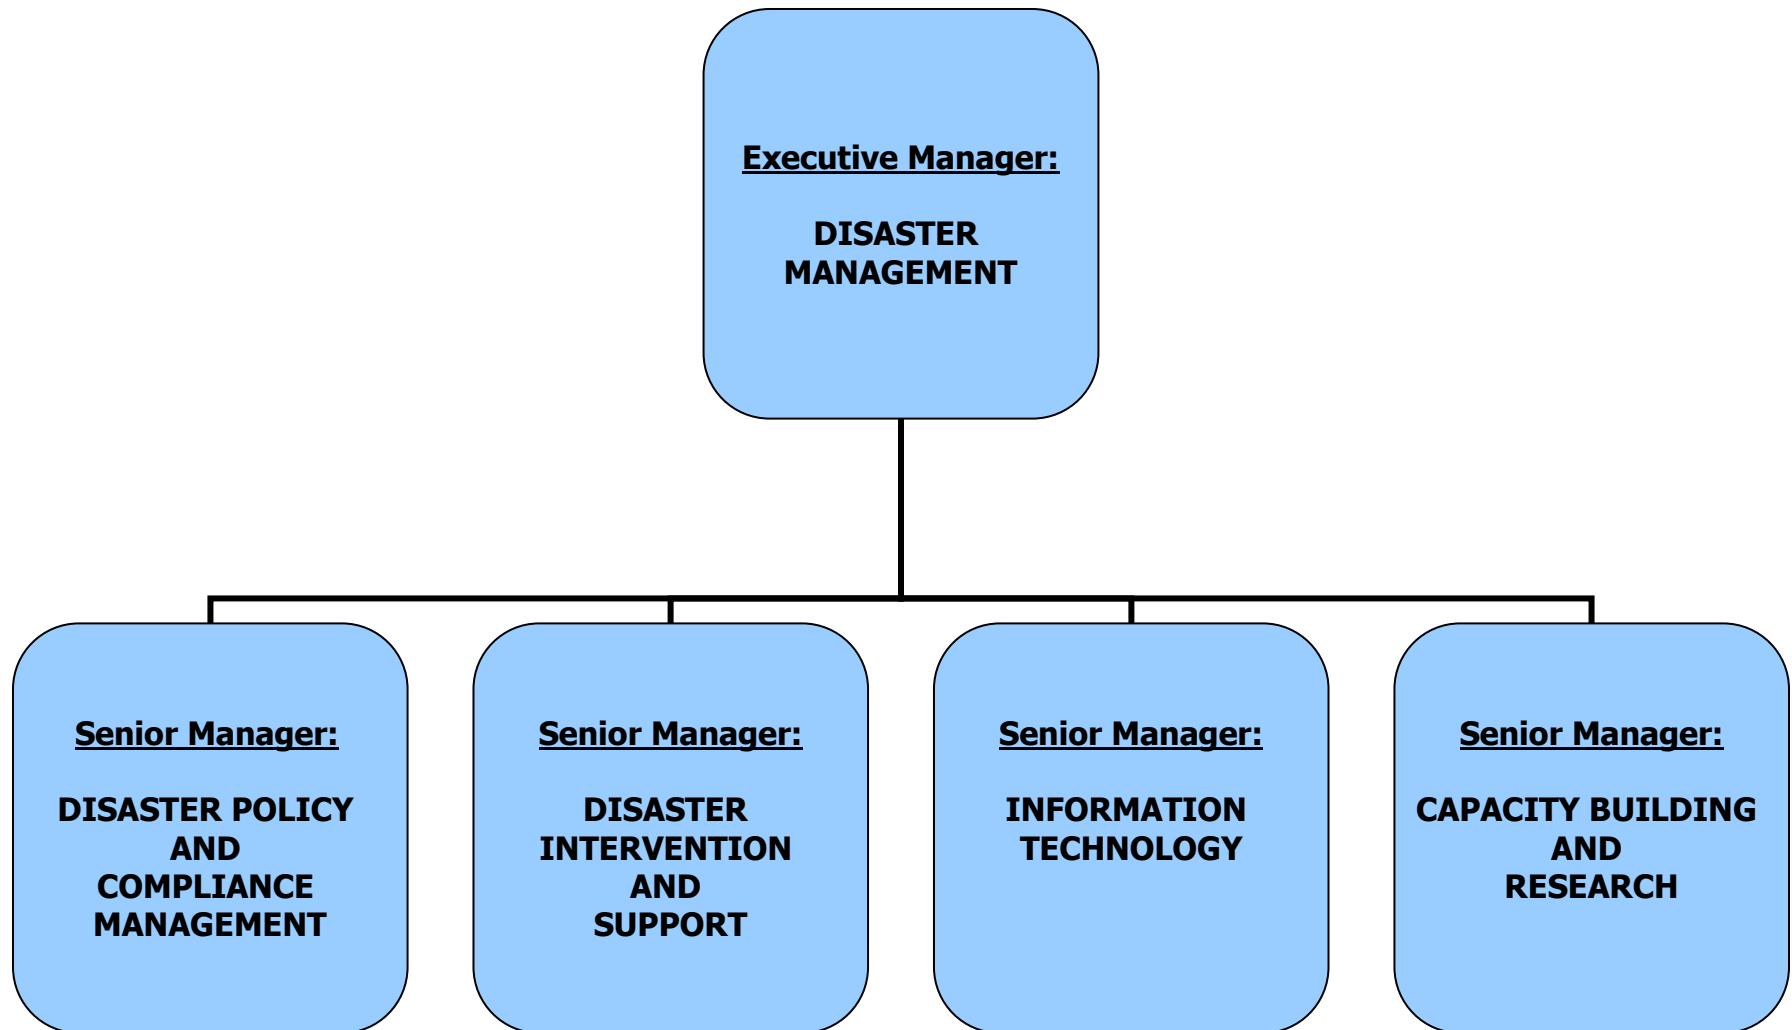 Executive Manager:
DISASTER
MANAGEMENT
Senior Manager:
DISASTER POLICY
AND
COMPLIANCE
MANAGEMENT
Senior Manager:
DISASTER
INTERVENTION
AND
SUPPORT
Senior Manager:
INFORMATION
TECHNOLOGY
Senior Manager:
CAPACITY BUILDING
AND
RESEARCH